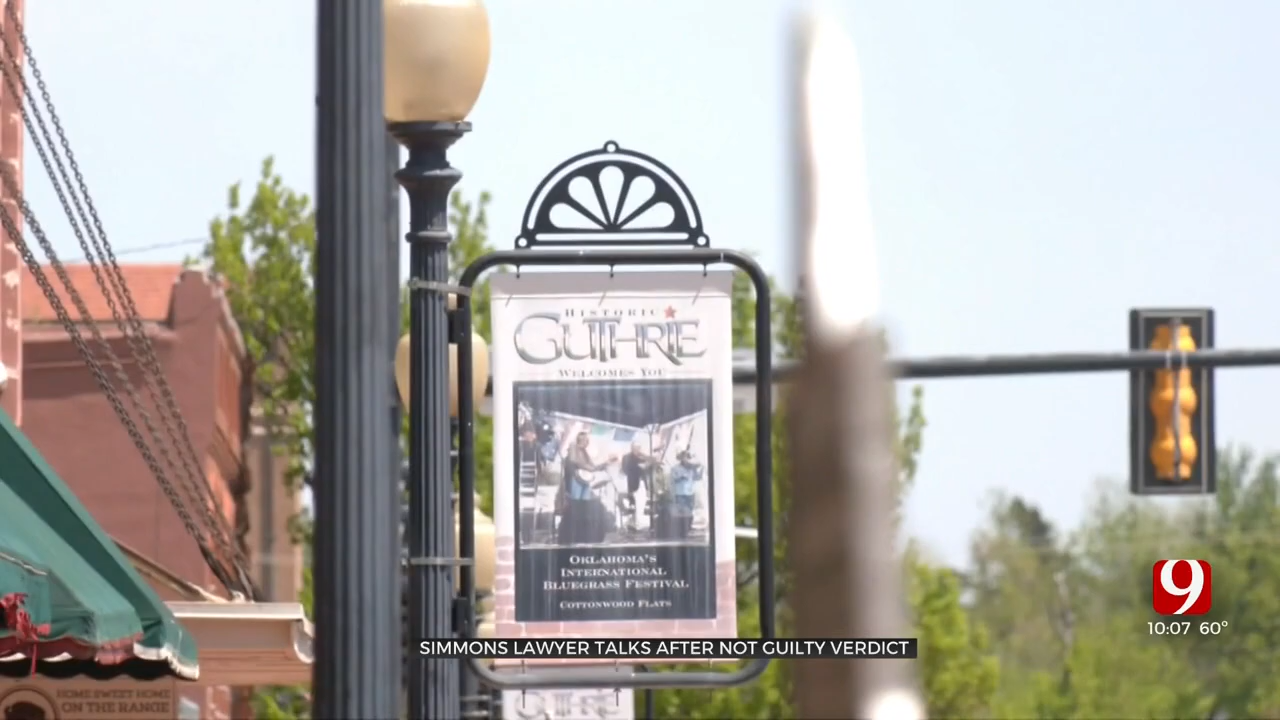 HISTORIC
GUTHRIE
WELCOMES YOU
OKLAHOMA'S
INTERNATIONAL
BLUEGRASS FESTIVAL
COTTONWOOD FLATS
SIMMONS LAWYER TALKS AFTER NOT GUILTY VERDICT
9
10:07 60°
HOME SWEET HOME
ON THE RANGE
GUTHRIE